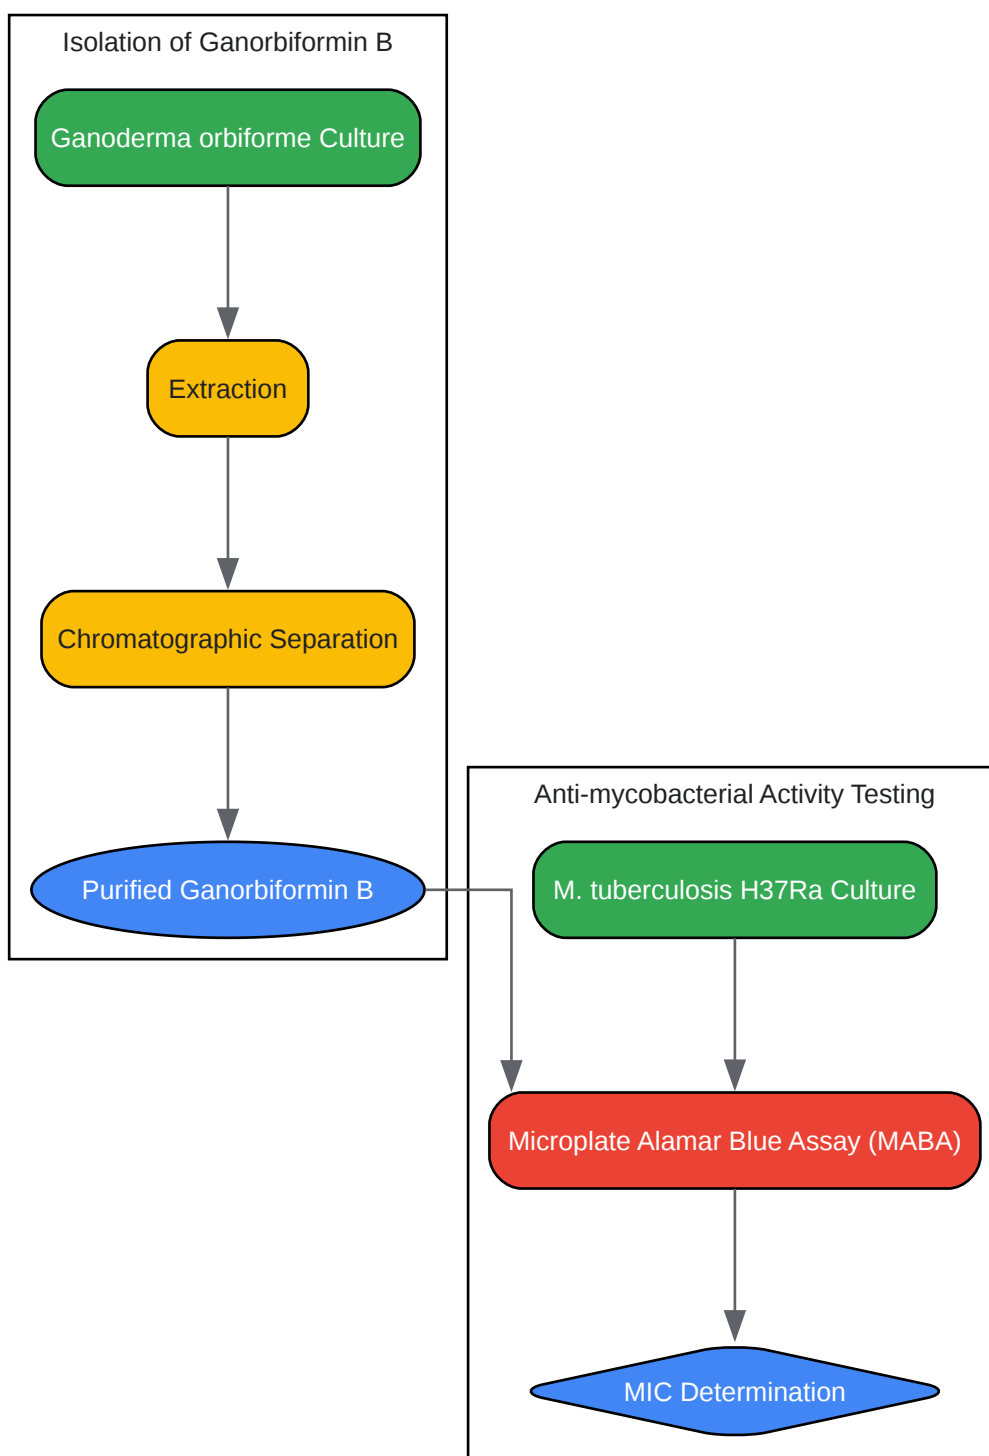 Isolation of Ganorbiformin B
Ganoderma orbiforme Culture
Extraction
Chromatographic Separation
Purified Ganorbiformin B
Anti-mycobacterial Activity Testing
M. tuberculosis H37Ra Culture
Microplate Alamar Blue Assay (MABA)
MIC Determination